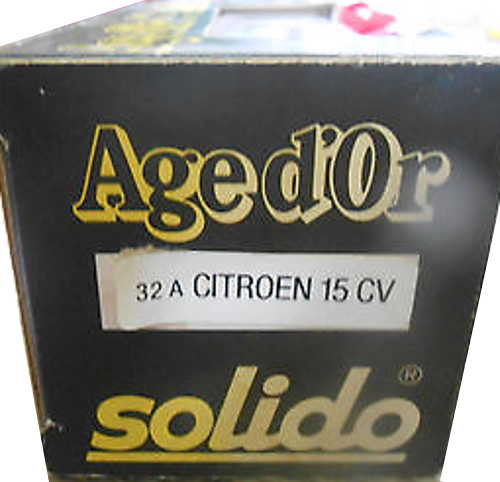 Age d'Or
32 A CITROEN 15 CV
solido®